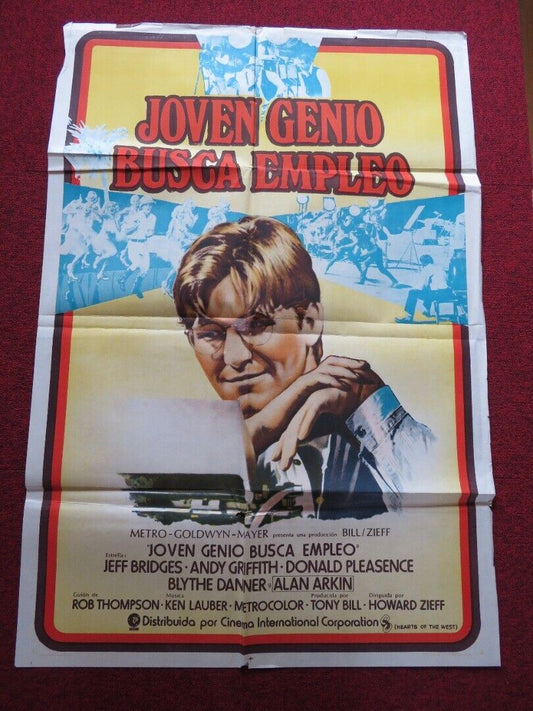 JOVEN GENIO
BUSCA EMPLEO
METRO-GOLDWYN-MAYER presenta una producción BILL/ZIEFF
"JOVEN GENIO BUSCA EMPLEO"
Estrella:
JEFF BRIDGES · ANDY GRIFFITH · DONALD PLEASENCE
BLYTHE DANNER y ALAN ARKIN
Guión de Musica Producida por Dirigida por
ROB THOMPSON · KEN LAUBER · METROCOLOR · TONY BILL · HOWARD ZIEFF
Distribuida por Cinema International Corporation (HEARTS OF THE WEST)